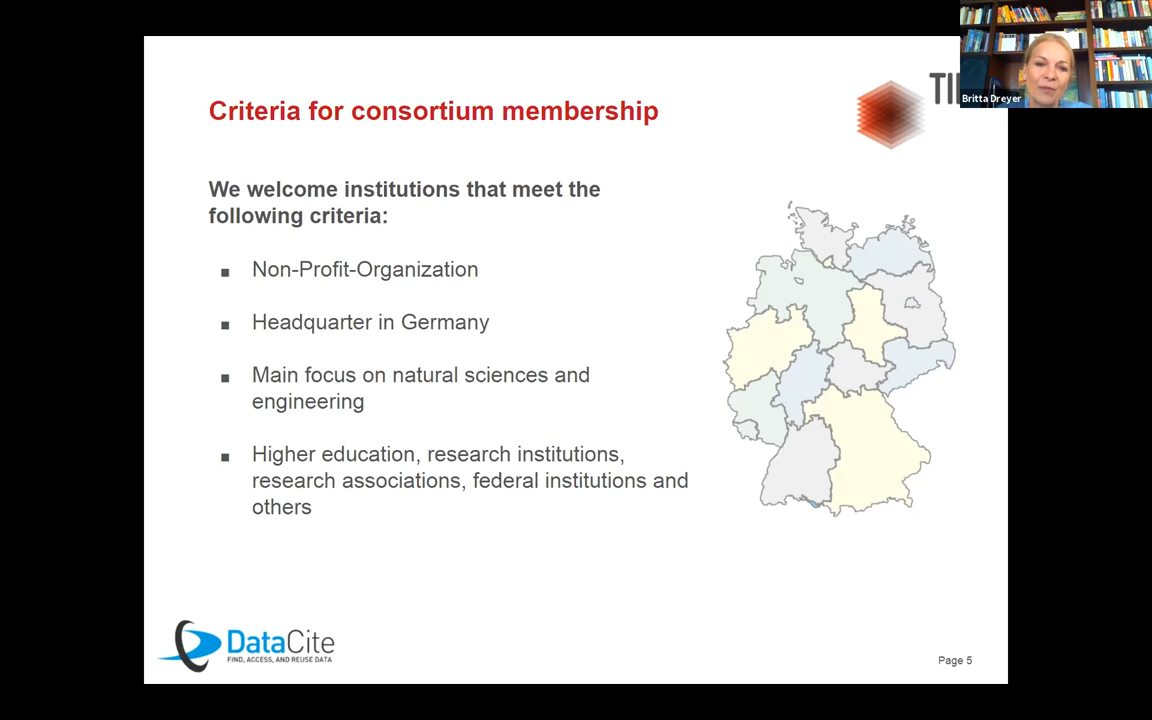 Criteria for consortium membership
TI
Britta Dreyer
We welcome institutions that meet the
following criteria:
Non-Profit-Organization
Headquarter in Germany
Main focus on natural sciences and
engineering
Higher education, research institutions,
research associations, federal institutions and
others
DataCite
FIND, ACCESS, AND REUSE DATA
Page 5